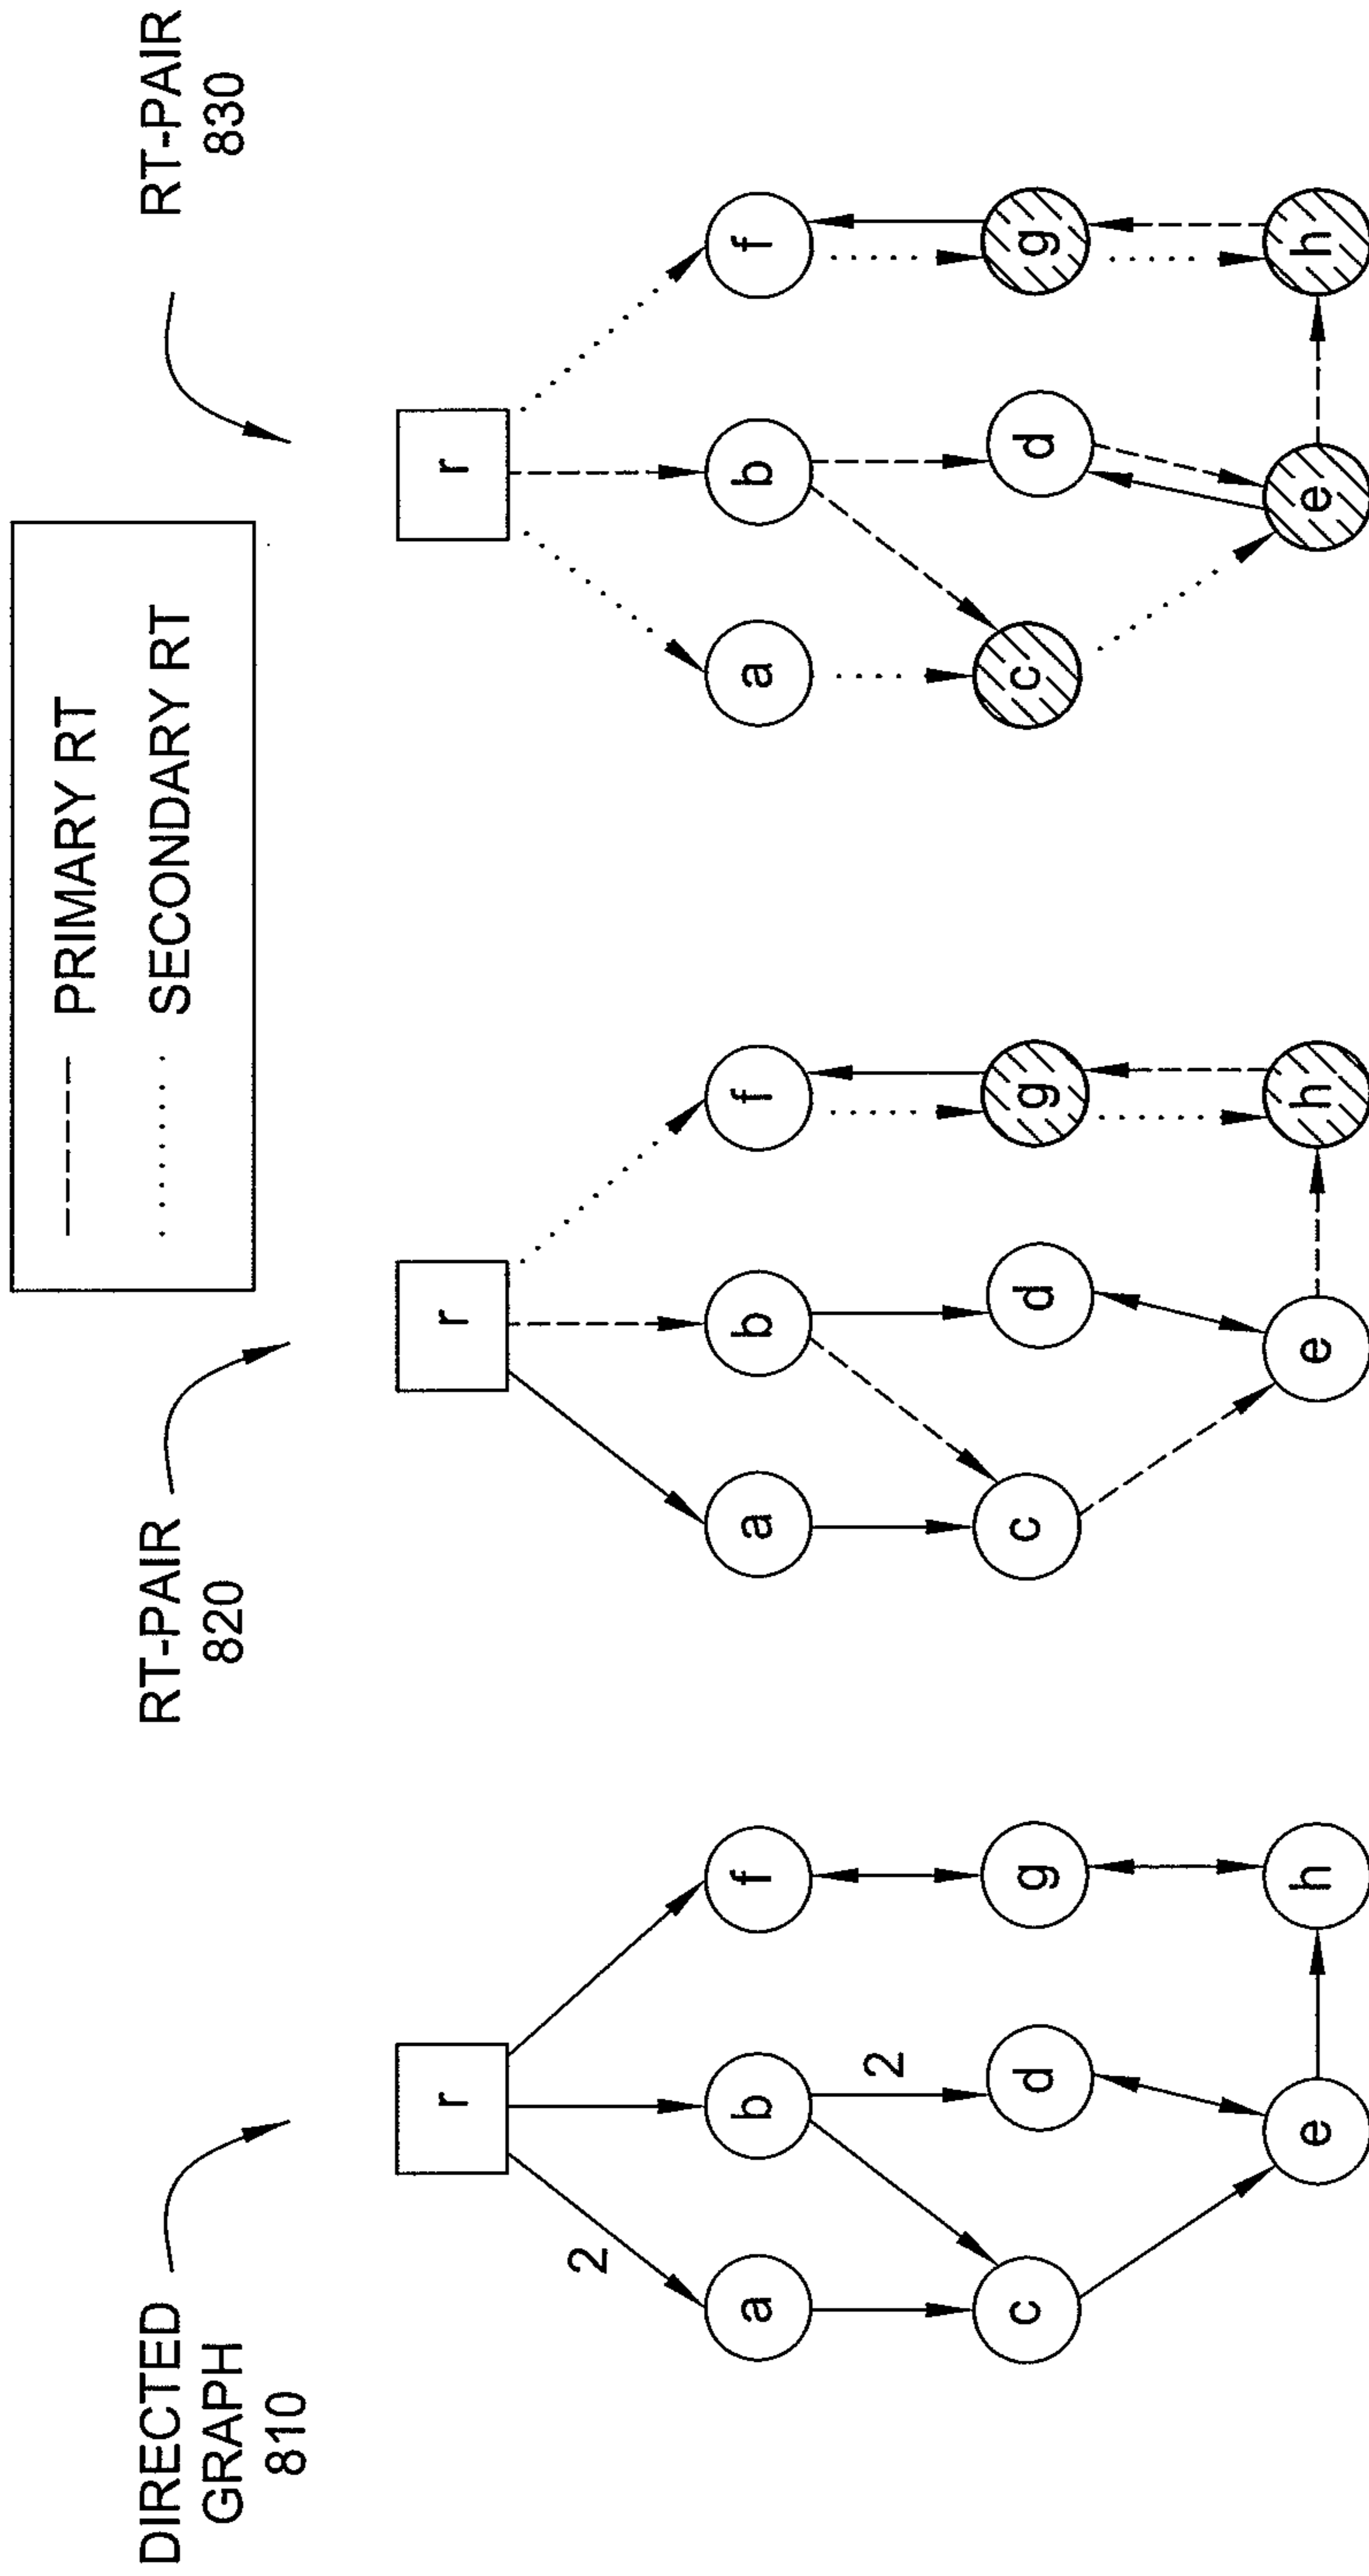 PRIMARY RT
SECONDARY RT
DIRECTED
GRAPH
810
r
2
a
b
f
2
c
d
g
e
h
RT-PAIR
820
r
a
b
f
c
d
g
e
h
RT-PAIR
830
r
a
b
f
c
d
g
e
h